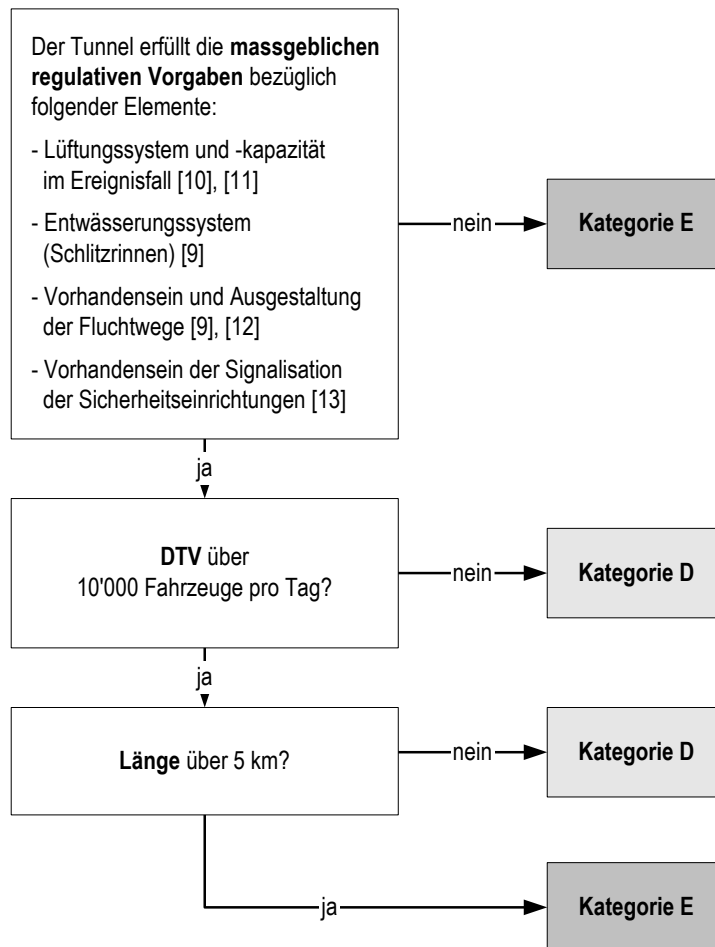 Der Tunnel erfüllt die massgeblichen
regulativen Vorgaben bezüglich
folgender Elemente:
- Lüftungssystem und -kapazität
im Ereignisfall [10], [11]
- Entwässerungssystem
(Schlitzrinnen) [9]
- Vorhandensein und Ausgestaltung
der Fluchtwege [9], [12]
- Vorhandensein der Signalisation
der Sicherheitseinrichtungen [13]
nein
Kategorie E
ja
DTV über
10'000 Fahrzeuge pro Tag?
nein
Kategorie D
ja
Länge über 5 km?
nein
Kategorie D
ja
Kategorie E